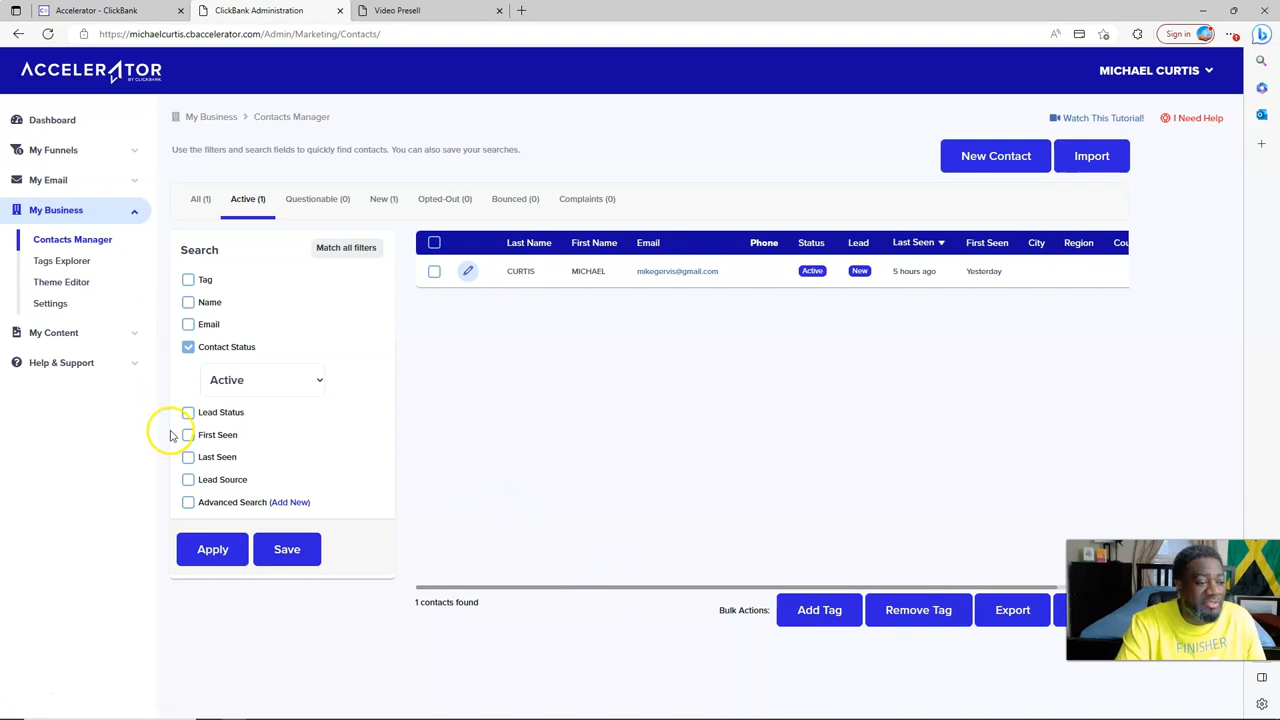 Accelerator - ClickBank
ClickBank Administration
Video Presell
https://michaelcurtis.cbaccelerator.com/Admin/Marketing/Contacts/
Sign in
ACCELERATOR
BY CLICKBANK
MICHAEL CURTIS
Dashboard
My Funnels
My Email
My Business
Contacts Manager
Tags Explorer
Theme Editor
Settings
My Content
Help & Support
My Business > Contacts Manager
Watch This Tutorial!
I Need Help
Use the filters and search fields to quickly find contacts. You can also save your searches.
New Contact
Import
All (1)
Active (1)
Questionable (0)
New (1)
Opted-Out (0)
Bounced (0)
Complaints (0)
Search
Match all filters
Tag
Name
Email
Contact Status
Active
Lead Status
First Seen
Last Seen
Lead Source
Advanced Search (Add New)
Apply
Save
Last Name First Name Email Phone Status Lead Last Seen First Seen City Region Cou
CURTIS MICHAEL mikegervis@gmail.com Active New 5 hours ago Yesterday
1 contacts found
Bulk Actions:
Add Tag
Remove Tag
Export
FINISHER